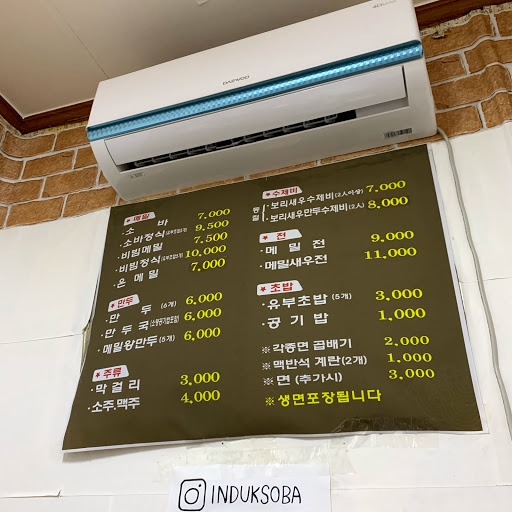 DAEWOO
★메밀
·소 바 7,000
·소바정식 9,500
·비빔메밀 7,500
·비빔정식 10,000
·온 메밀 7,000
★만두
·만 두 (6개) 6,000
·만 두 국 6,000
·메밀왕만두 (5개) 6,000
★주류
·막걸리 3,000
·소주.맥주 4,000
★수제비
·보리새우수제비 (2人이상) 7,000
·보리새우만두수제비 (2人) 8,000
★전
·메 밀 전 9,000
·메밀새우전 11,000
★초밥
·유부초밥 (5개) 3,000
·공 기 밥 1,000
※각종면 곱배기 2,000
※맥반석 계란(2개) 1,000
※면 (추가시) 3,000
※생면포장됩니다
INDUKSOBA